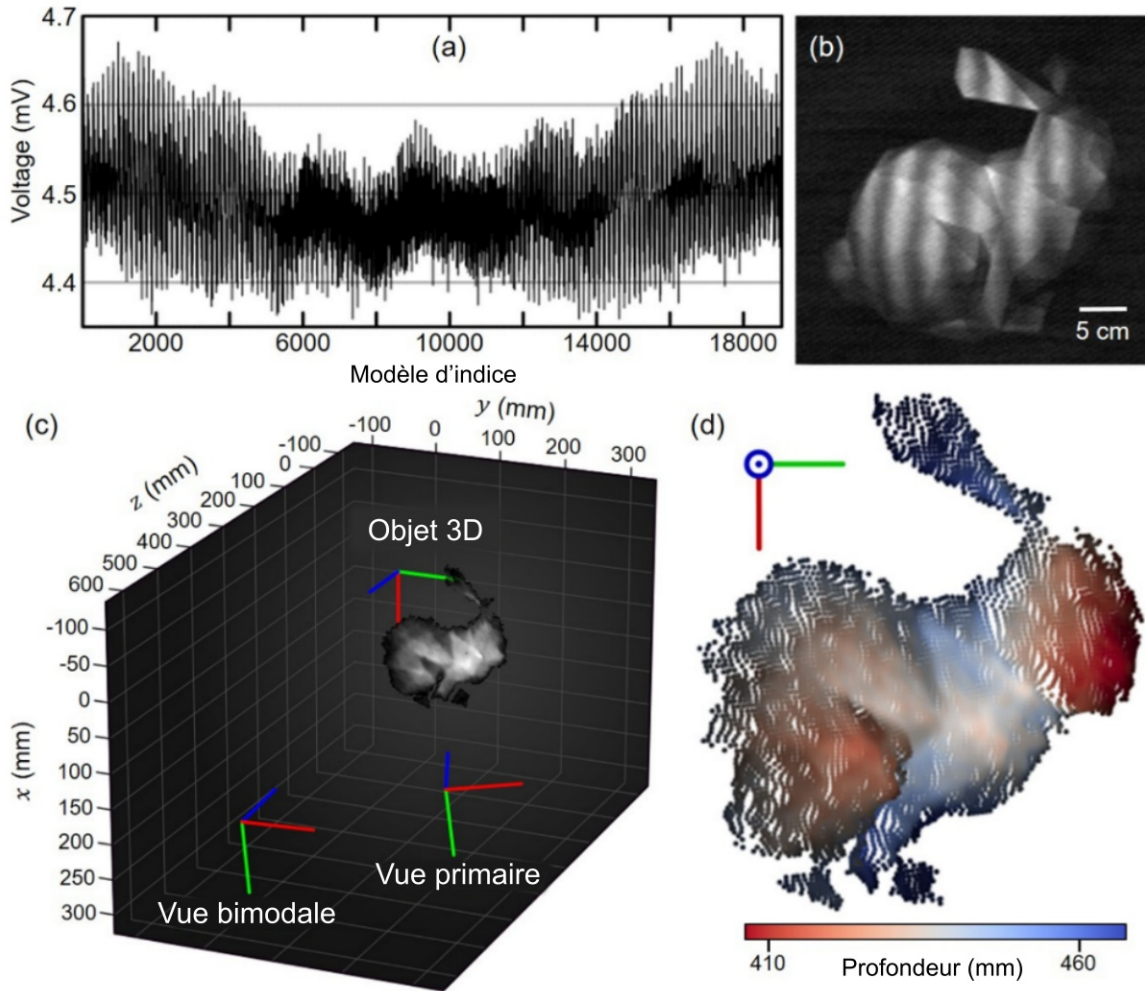 4.7
4.6
4.5
4.4
Voltage (mV)
(a)
2000 6000 10000 14000 18000
Modèle d'indice
(b)
5 cm
(c)
y (mm)
-100 0 100 200 300
z (mm)
-100
0
100
200
300
400
500
600
x (mm)
-100
-50
0
50
100
150
200
250
300
Objet 3D
Vue primaire
Vue bimodale
(d)
410 460
Profondeur (mm)